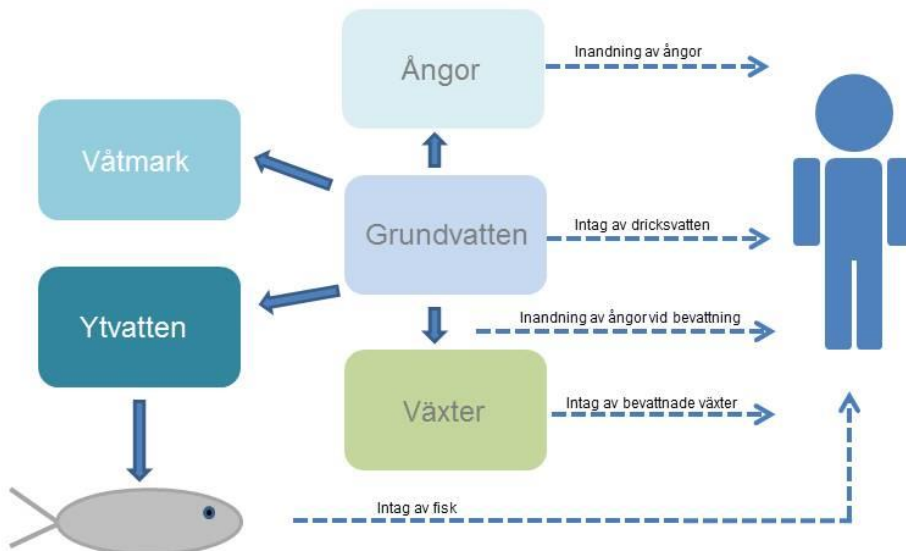 Ångor
Inandning av ångor
Våtmark
Grundvatten
Intag av dricksvatten
Ytvatten
Inandning av ångor vid bevattning
Växter
Intag av bevattnade växter
Intag av fisk